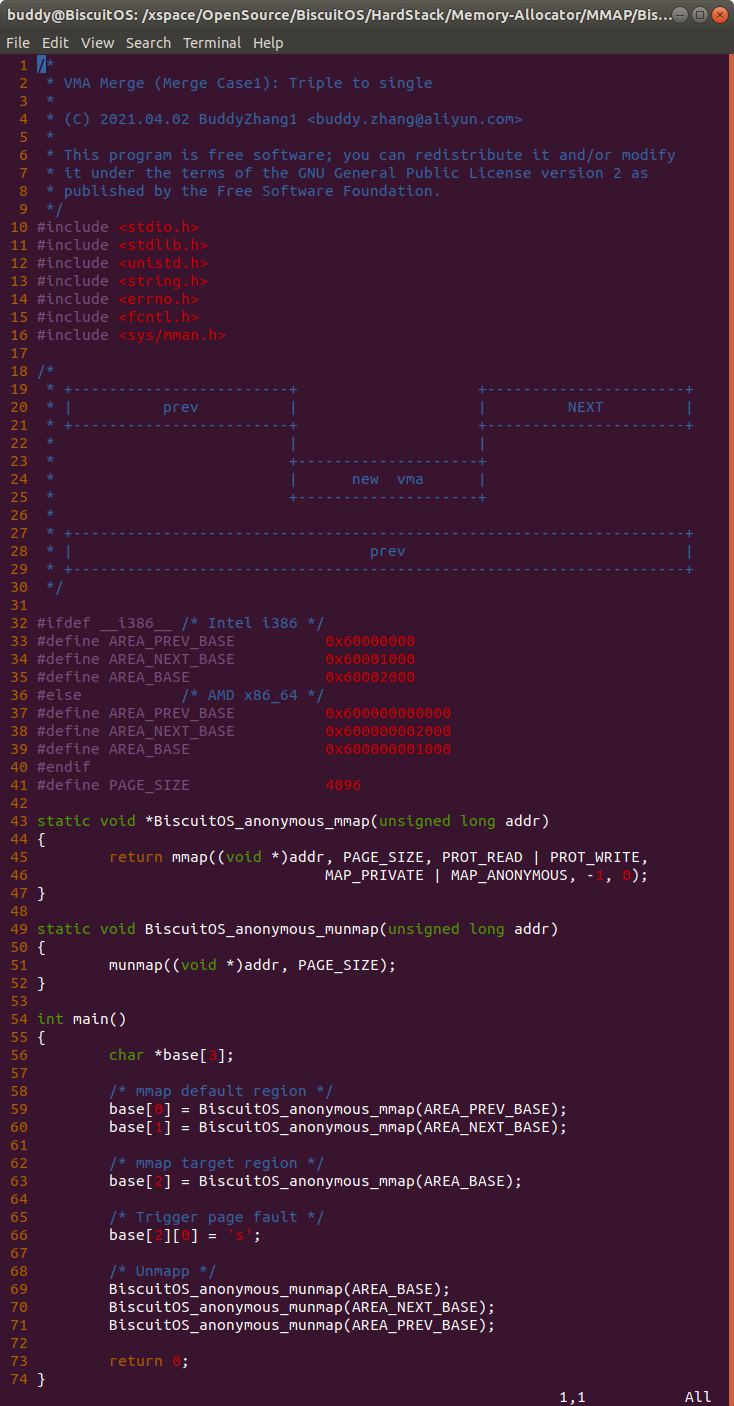 buddy@BiscuitOS: /xspace/OpenSource/BiscuitOS/HardStack/Memory-Allocator/MMAP/Bis...
File Edit View Search Terminal Help
1 /*
2  * VMA Merge (Merge Case1): Triple to single
3  *
4  * (C) 2021.04.02 BuddyZhang1 <buddy.zhang@aliyun.com>
5  *
6  * This program is free software; you can redistribute it and/or modify
7  * it under the terms of the GNU General Public License version 2 as
8  * published by the Free Software Foundation.
9  */
10 #include <stdio.h>
11 #include <stdlib.h>
12 #include <unistd.h>
13 #include <string.h>
14 #include <errno.h>
15 #include <fcntl.h>
16 #include <sys/mman.h>
17
18 /*
19  * +------------------------+                    +----------------------+
20  * |          prev          |                    |         NEXT         |
21  * +------------------------+                    +----------------------+
22  *                          |                    |
23  *                          +--------------------+
24  *                          |      new  vma      |
25  *                          +--------------------+
26  *
27  * +--------------------------------------------------------------------+
28  * |                                 prev                               |
29  * +--------------------------------------------------------------------+
30  */
31
32 #ifdef __i386__ /* Intel i386 */
33 #define AREA_PREV_BASE          0x60000000
34 #define AREA_NEXT_BASE          0x60001000
35 #define AREA_BASE               0x60002000
36 #else           /* AMD x86_64 */
37 #define AREA_PREV_BASE          0x600000000000
38 #define AREA_NEXT_BASE          0x600000002000
39 #define AREA_BASE               0x600000001000
40 #endif
41 #define PAGE_SIZE               4096
42
43 static void *BiscuitOS_anonymous_mmap(unsigned long addr)
44 {
45         return mmap((void *)addr, PAGE_SIZE, PROT_READ | PROT_WRITE,
46                                 MAP_PRIVATE | MAP_ANONYMOUS, -1, 0);
47 }
48
49 static void BiscuitOS_anonymous_munmap(unsigned long addr)
50 {
51         munmap((void *)addr, PAGE_SIZE);
52 }
53
54 int main()
55 {
56         char *base[3];
57
58         /* mmap default region */
59         base[0] = BiscuitOS_anonymous_mmap(AREA_PREV_BASE);
60         base[1] = BiscuitOS_anonymous_mmap(AREA_NEXT_BASE);
61
62         /* mmap target region */
63         base[2] = BiscuitOS_anonymous_mmap(AREA_BASE);
64
65         /* Trigger page fault */
66         base[2][0] = 's';
67
68         /* Unmapp */
69         BiscuitOS_anonymous_munmap(AREA_BASE);
70         BiscuitOS_anonymous_munmap(AREA_NEXT_BASE);
71         BiscuitOS_anonymous_munmap(AREA_PREV_BASE);
72
73         return 0;
74 }
1,1 All